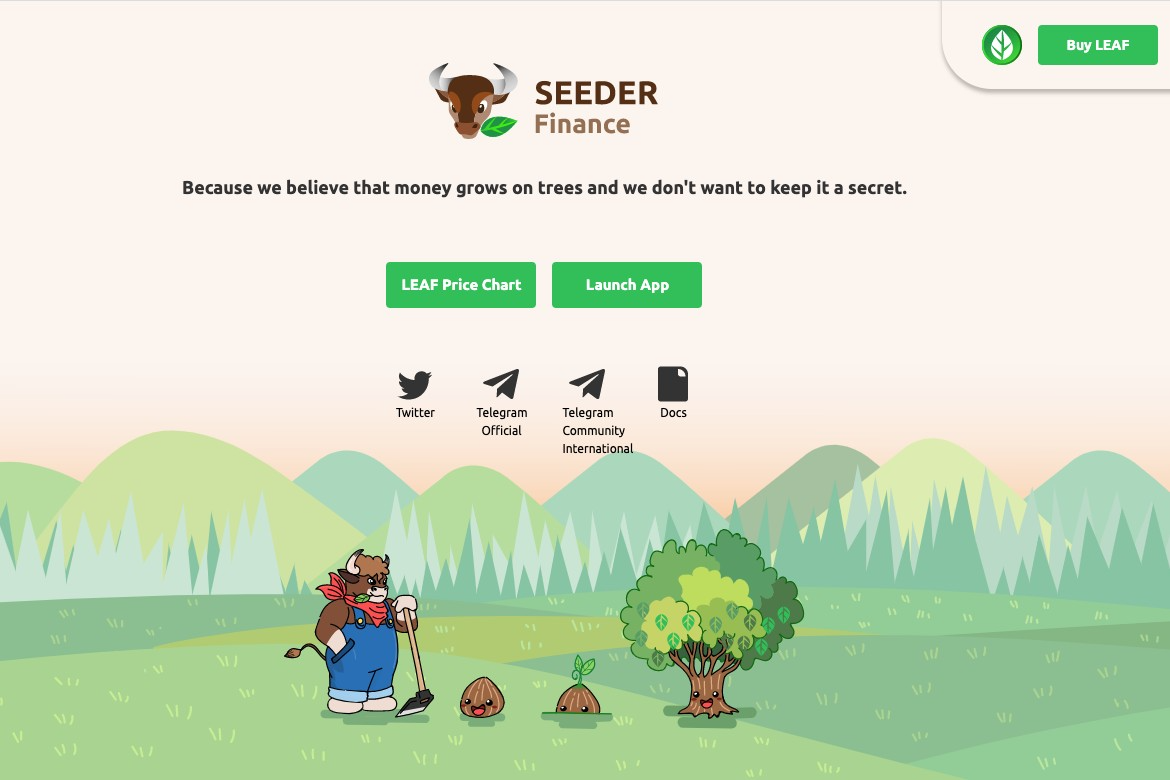 Buy LEAF
SEEDER
Finance
Because we believe that money grows on trees and we don't want to keep it a secret.
LEAF Price Chart
Launch App
Twitter
Telegram
Official
Telegram
Community
International
Docs